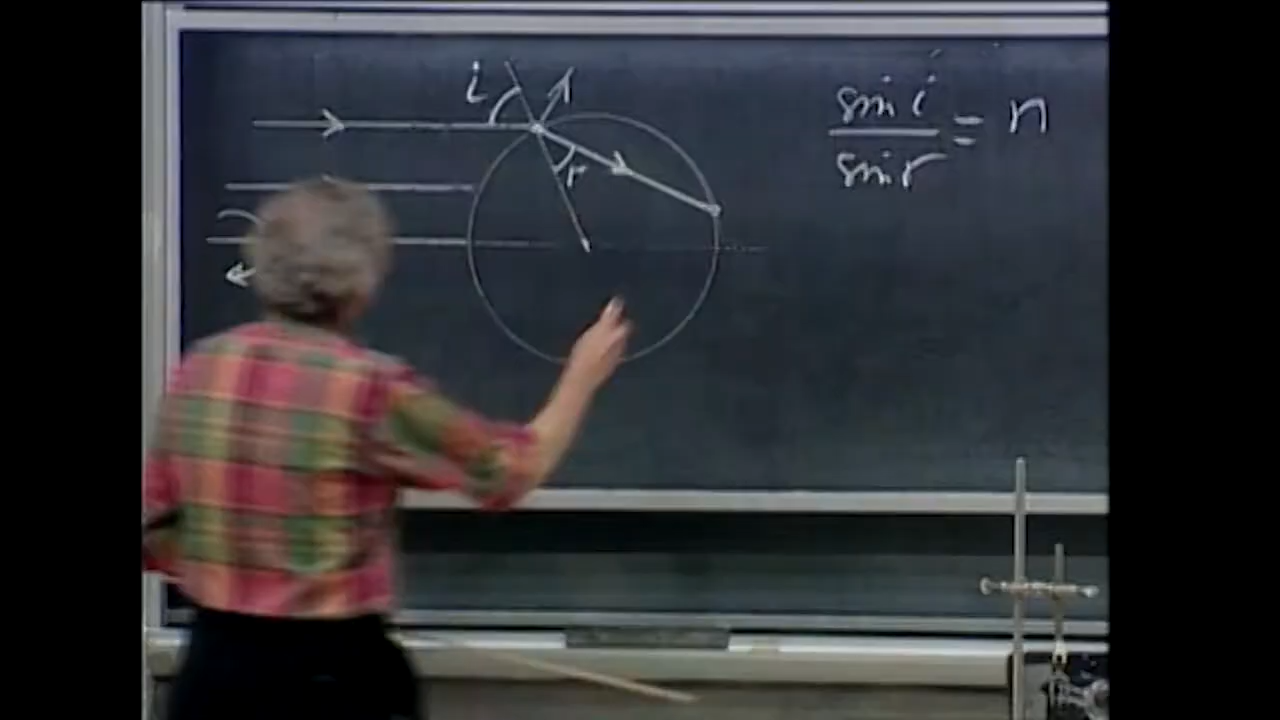 i
r
sin i
sin r
= n